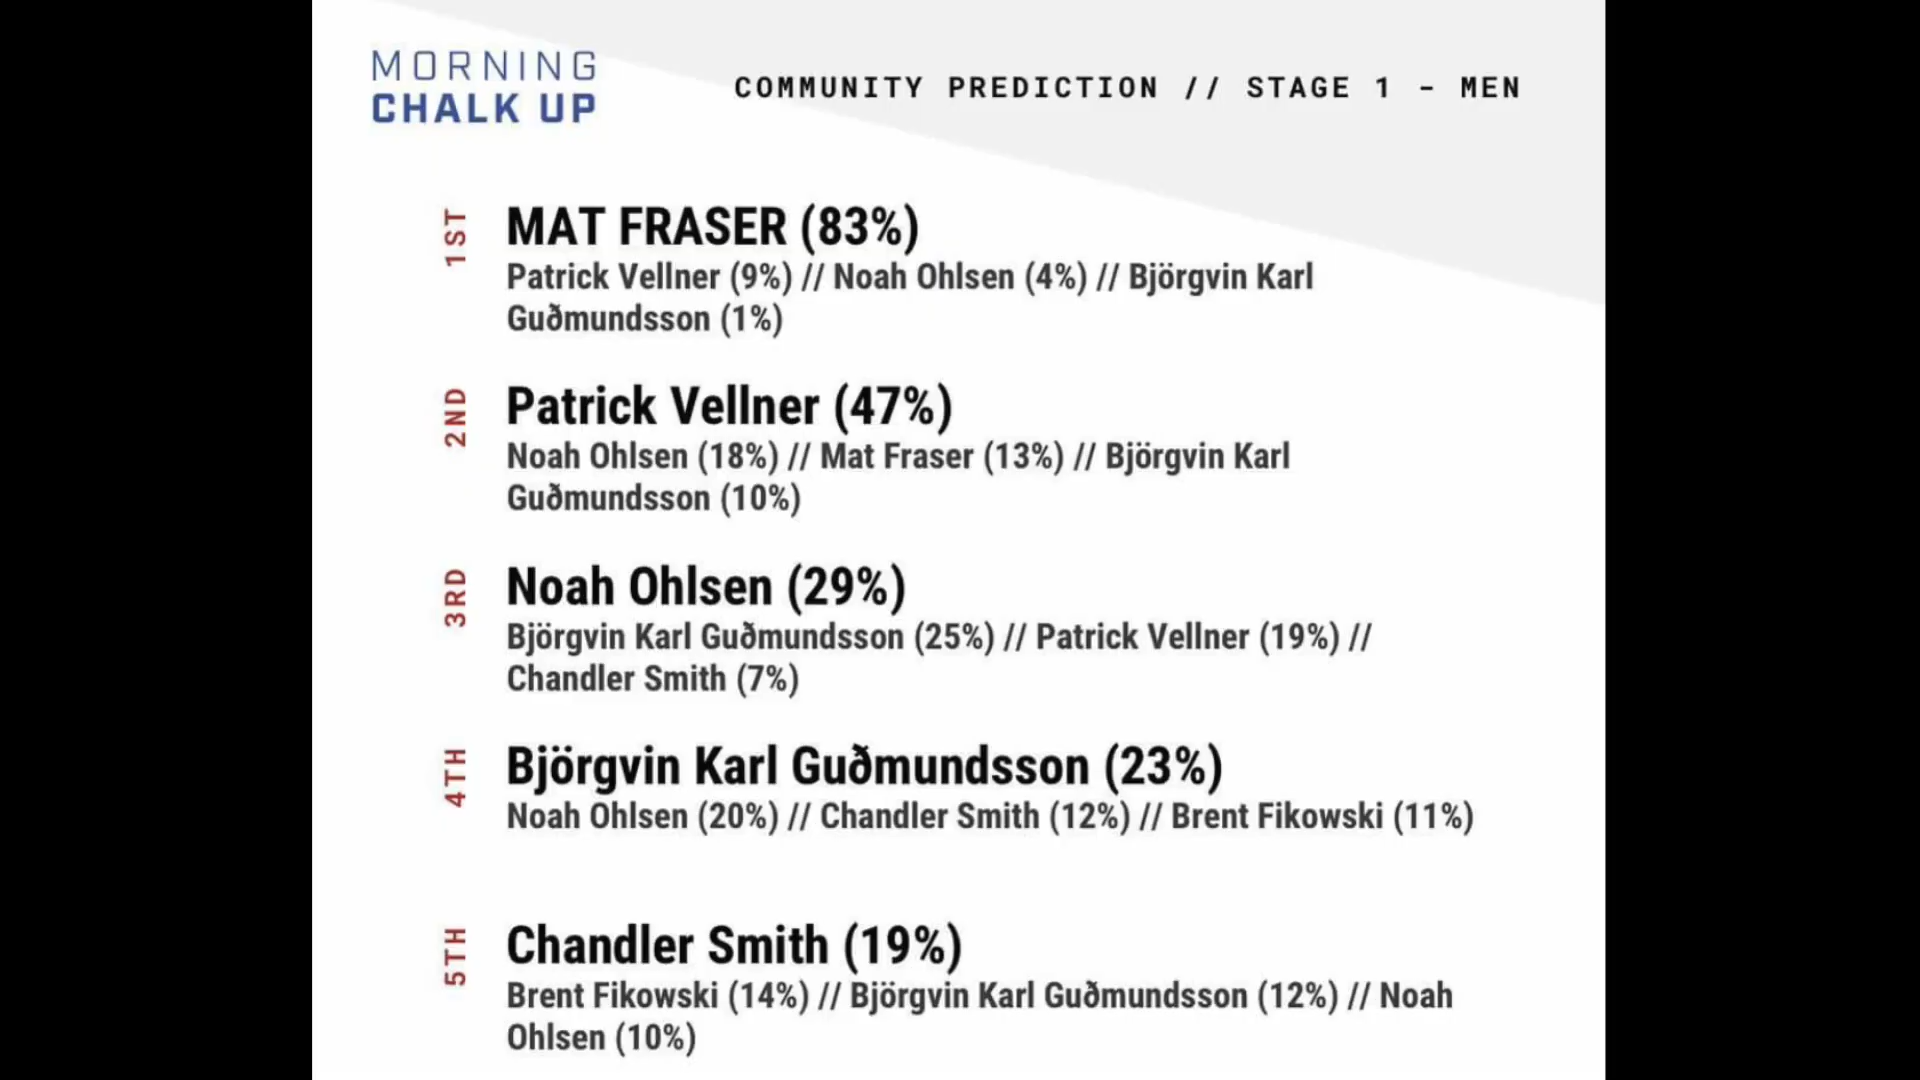 MORNING
CHALK UP
COMMUNITY PREDICTION // STAGE 1 - MEN
1ST
MAT FRASER (83%)
Patrick Vellner (9%) // Noah Ohlsen (4%) // Björgvin Karl
Guðmundsson (1%)
2ND
Patrick Vellner (47%)
Noah Ohlsen (18%) // Mat Fraser (13%) // Björgvin Karl
Guðmundsson (10%)
3RD
Noah Ohlsen (29%)
Björgvin Karl Guðmundsson (25%) // Patrick Vellner (19%) //
Chandler Smith (7%)
4TH
Björgvin Karl Guðmundsson (23%)
Noah Ohlsen (20%) // Chandler Smith (12%) // Brent Fikowski (11%)
5TH
Chandler Smith (19%)
Brent Fikowski (14%) // Björgvin Karl Guðmundsson (12%) // Noah
Ohlsen (10%)